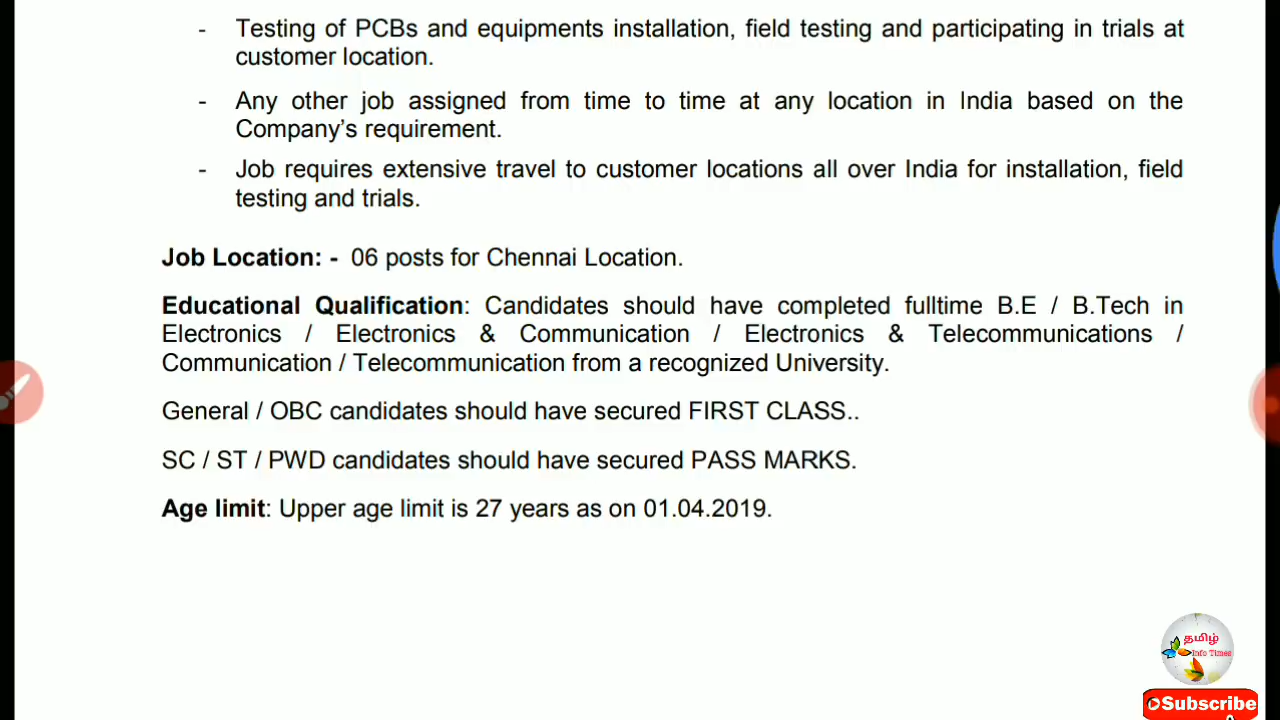 - Testing of PCBs and equipments installation, field testing and participating in trials at
customer location.
- Any other job assigned from time to time at any location in India based on the
Company’s requirement.
- Job requires extensive travel to customer locations all over India for installation, field
testing and trials.
Job Location: - 06 posts for Chennai Location.
Educational Qualification: Candidates should have completed fulltime B.E / B.Tech in
Electronics / Electronics & Communication / Electronics & Telecommunications /
Communication / Telecommunication from a recognized University.
General / OBC candidates should have secured FIRST CLASS..
SC / ST / PWD candidates should have secured PASS MARKS.
Age limit: Upper age limit is 27 years as on 01.04.2019.
தமிழ்
Info Times
Subscribe